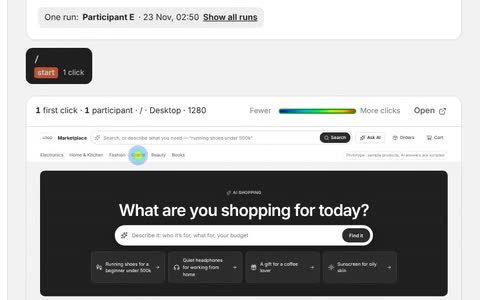 One run: Participant E · 23 Nov, 02:50 Show all runs
/
start 1 click
1 first click · 1 participant · / · Desktop · 1280
Fewer More clicks Open
LOGO Marketplace Search, or describe what you need — "running shoes under 500k" Search Ask AI Orders Cart
Electronics Home & Kitchen Fashion Beauty Books Prototype · sample products, AI answers are scripted
AI SHOPPING
What are you shopping for today?
Describe it: who it's for, what for, your budget Find it
Running shoes for a beginner under 500k
Quiet headphones for working from home
A gift for a coffee lover
Sunscreen for oily skin